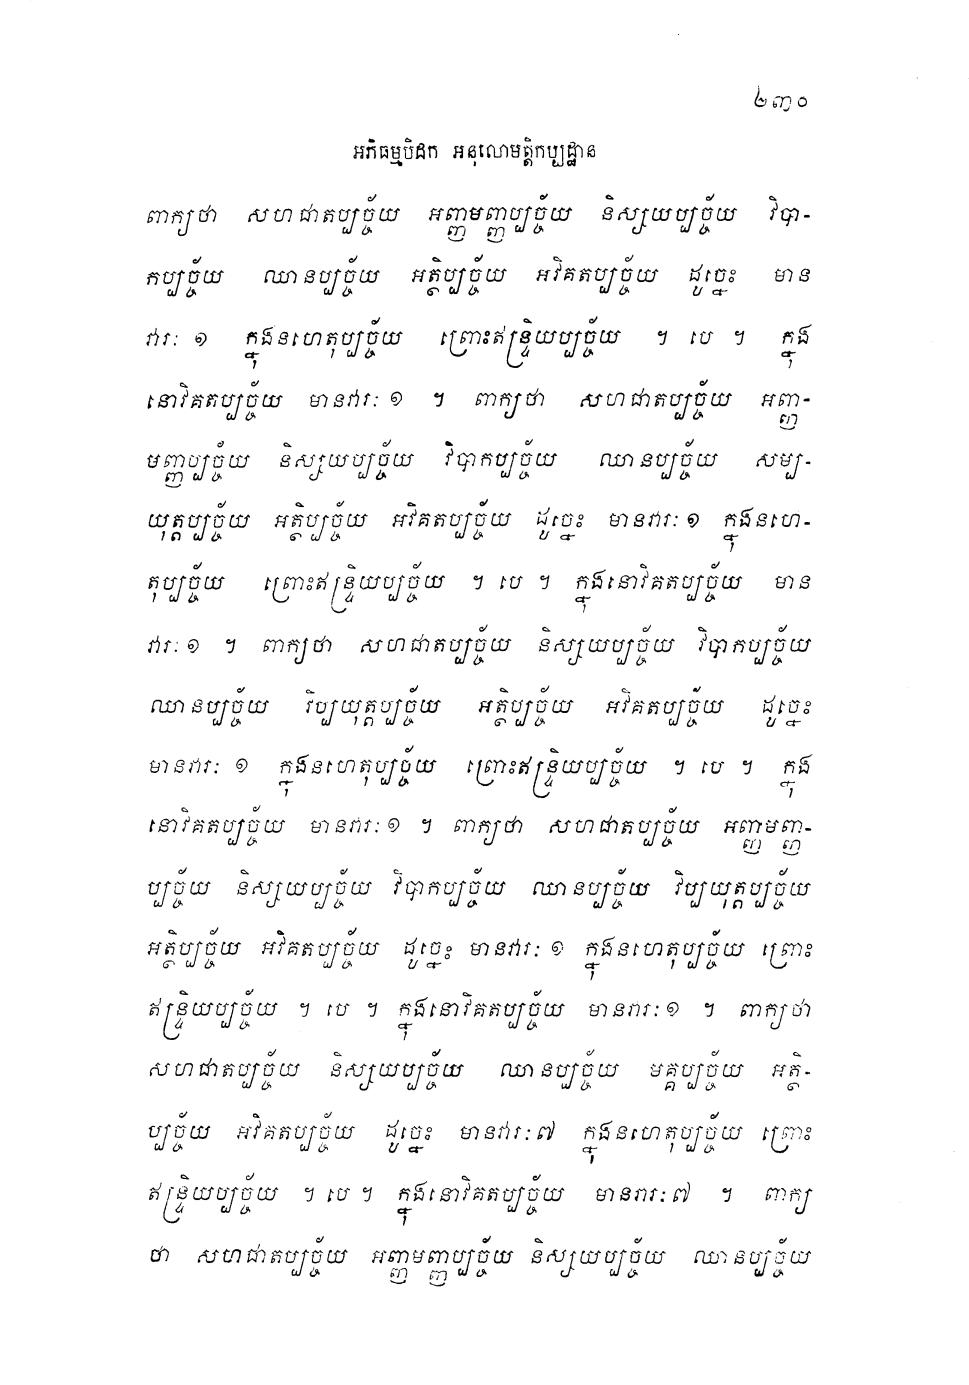 ២៣០
អភិធម្មបិដក អនុលោមត្តិកប្បដ្ឋាន
ពាក្យថា សហជាតប្បច្ច័យ អញ្ញមញ្ញប្បច្ច័យ និស្សយប្បច្ច័យ វិបា-
កប្បច្ច័យ ឈានប្បច្ច័យ អត្ថិប្បច្ច័យ អវិគតប្បច្ច័យ ដូច្នេះ មាន
វារៈ ១ ក្នុងនហេតុប្បច្ច័យ ព្រោះឥន្ទ្រិយប្បច្ច័យ ។ បេ ។ ក្នុង
នោវិគតប្បច្ច័យ មានវារៈ ១ ។ ពាក្យថា សហជាតប្បច្ច័យ អញ្ញ-
មញ្ញប្បច្ច័យ និស្សយប្បច្ច័យ វិបាកប្បច្ច័យ ឈានប្បច្ច័យ សម្ប-
យុត្តប្បច្ច័យ អត្ថិប្បច្ច័យ អវិគតប្បច្ច័យ ដូច្នេះ មានវារៈ ១ ក្នុងនហេ-
តុប្បច្ច័យ ព្រោះឥន្ទ្រិយប្បច្ច័យ ។ បេ ។ ក្នុងនោវិគតប្បច្ច័យ មាន
វារៈ ១ ។ ពាក្យថា សហជាតប្បច្ច័យ និស្សយប្បច្ច័យ វិបាកប្បច្ច័យ
ឈានប្បច្ច័យ វិប្បយុត្តប្បច្ច័យ អត្ថិប្បច្ច័យ អវិគតប្បច្ច័យ ដូច្នេះ
មានវារៈ ១ ក្នុងនហេតុប្បច្ច័យ ព្រោះឥន្ទ្រិយប្បច្ច័យ ។ បេ ។ ក្នុង
នោវិគតប្បច្ច័យ មានវារៈ ១ ។ ពាក្យថា សហជាតប្បច្ច័យ អញ្ញមញ្ញ-
ប្បច្ច័យ និស្សយប្បច្ច័យ វិបាកប្បច្ច័យ ឈានប្បច្ច័យ វិប្បយុត្តប្បច្ច័យ
អត្ថិប្បច្ច័យ អវិគតប្បច្ច័យ ដូច្នេះ មានវារៈ ១ ក្នុងនហេតុប្បច្ច័យ ព្រោះ
ឥន្ទ្រិយប្បច្ច័យ ។ បេ ។ ក្នុងនោវិគតប្បច្ច័យ មានវារៈ ១ ។ ពាក្យថា
សហជាតប្បច្ច័យ និស្សយប្បច្ច័យ ឈានប្បច្ច័យ មគ្គប្បច្ច័យ អត្ថិ-
ប្បច្ច័យ អវិគតប្បច្ច័យ ដូច្នេះ មានវារៈ ៧ ក្នុងនហេតុប្បច្ច័យ ព្រោះ
ឥន្ទ្រិយប្បច្ច័យ ។ បេ ។ ក្នុងនោវិគតប្បច្ច័យ មានវារៈ ៧ ។ ពាក្យ
ថា សហជាតប្បច្ច័យ អញ្ញមញ្ញប្បច្ច័យ និស្សយប្បច្ច័យ ឈានប្បច្ច័យ